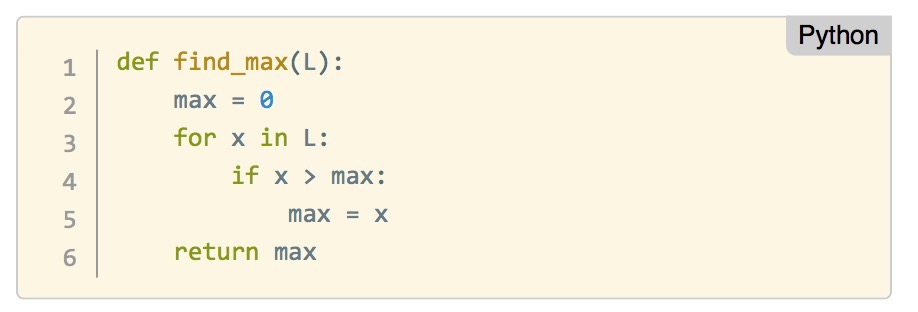 Python
1 def find_max(L):
2     max = 0
3     for x in L:
4         if x > max:
5             max = x
6     return max